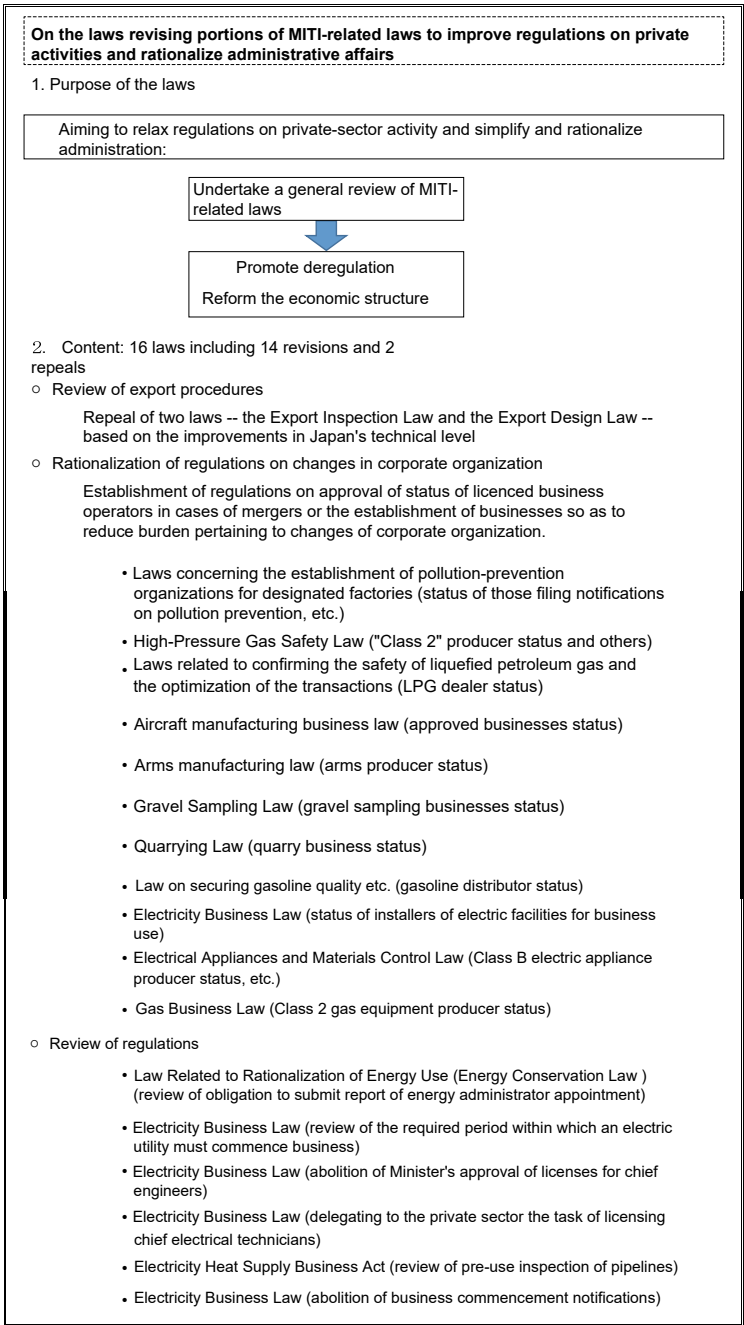 On the laws revising portions of MITI-related laws to improve regulations on private
activities and rationalize administrative affairs
1. Purpose of the laws
Aiming to relax regulations on private-sector activity and simplify and rationalize
administration:
Undertake a general review of MITI-
related laws
Promote deregulation
Reform the economic structure
2. Content: 16 laws including 14 revisions and 2
repeals
○ Review of export procedures
Repeal of two laws -- the Export Inspection Law and the Export Design Law --
based on the improvements in Japan's technical level
○ Rationalization of regulations on changes in corporate organization
Establishment of regulations on approval of status of licenced business
operators in cases of mergers or the establishment of businesses so as to
reduce burden pertaining to changes of corporate organization.
• Laws concerning the establishment of pollution-prevention
organizations for designated factories (status of those filing notifications
on pollution prevention, etc.)
• High-Pressure Gas Safety Law ("Class 2" producer status and others)
• Laws related to confirming the safety of liquefied petroleum gas and
the optimization of the transactions (LPG dealer status)
• Aircraft manufacturing business law (approved businesses status)
• Arms manufacturing law (arms producer status)
• Gravel Sampling Law (gravel sampling businesses status)
• Quarrying Law (quarry business status)
• Law on securing gasoline quality etc. (gasoline distributor status)
• Electricity Business Law (status of installers of electric facilities for business
use)
• Electrical Appliances and Materials Control Law (Class B electric appliance
producer status, etc.)
• Gas Business Law (Class 2 gas equipment producer status)
○ Review of regulations
• Law Related to Rationalization of Energy Use (Energy Conservation Law )
(review of obligation to submit report of energy administrator appointment)
• Electricity Business Law (review of the required period within which an electric
utility must commence business)
• Electricity Business Law (abolition of Minister's approval of licenses for chief
engineers)
• Electricity Business Law (delegating to the private sector the task of licensing
chief electrical technicians)
• Electricity Heat Supply Business Act (review of pre-use inspection of pipelines)
• Electricity Business Law (abolition of business commencement notifications)